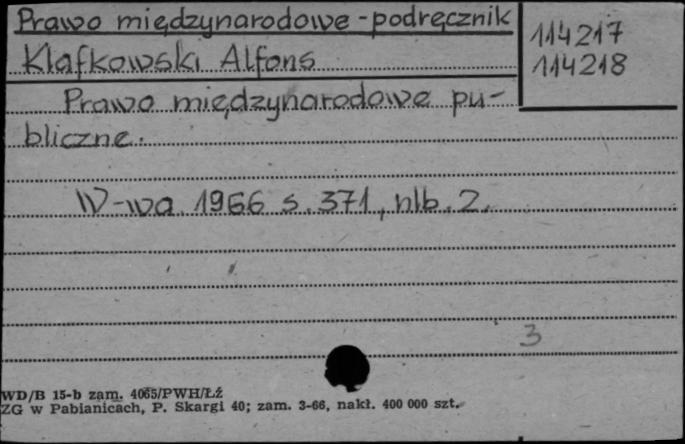 Prawo międzynarodowe - podręcznik
114217
Klafkowski Alfons
114218
Prawo międzynarodowe pu-
bliczne.
W-wa 1966 s. 371, nlb. 2.
3
WD/B 15-b zam. 4065/PWH/Łź
ZG w Pabianicach, P. Skargi 40; zam. 3-66, nakł. 400 000 szt.